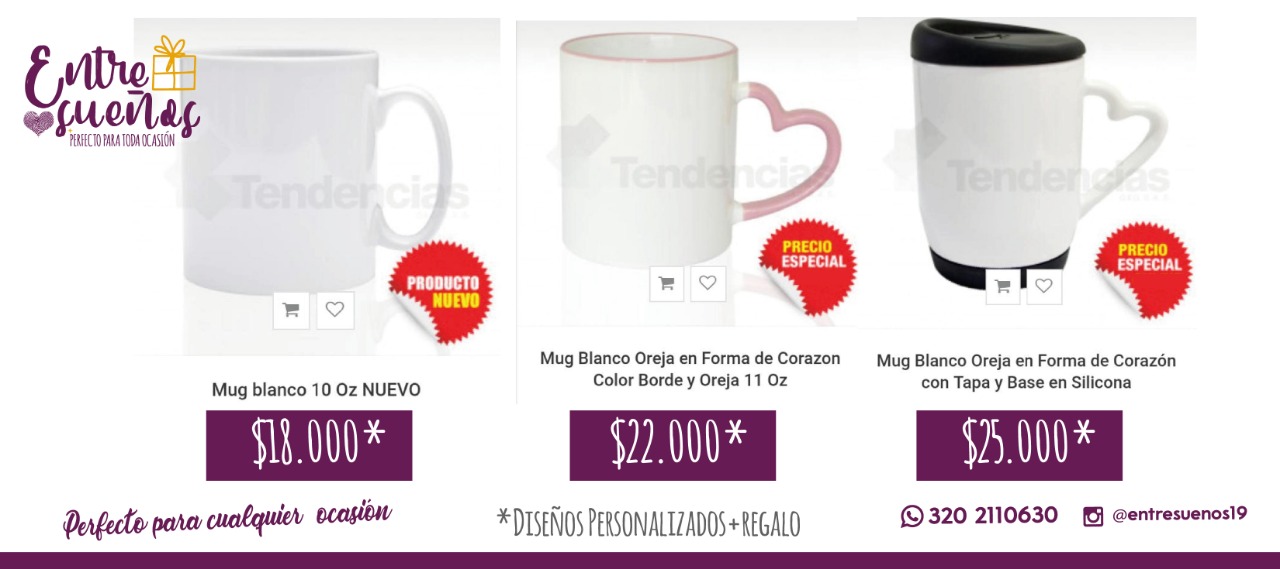 Entre
sueños
PERFECTO PARA TODA OCASIÓN
Tendencias
Tendencias
Tendencias
PRODUCTO
NUEVO
PRECIO
ESPECIAL
PRECIO
ESPECIAL
Mug blanco 10 Oz NUEVO
Mug Blanco Oreja en Forma de Corazon
Color Borde y Oreja 11 Oz
Mug Blanco Oreja en Forma de Corazón
con Tapa y Base en Silicona
$18.000*
$22.000*
$25.000*
Perfecto para cualquier ocasión
*DISEÑOS PERSONALIZADOS+REGALO
320 2110630
@entresuenos19